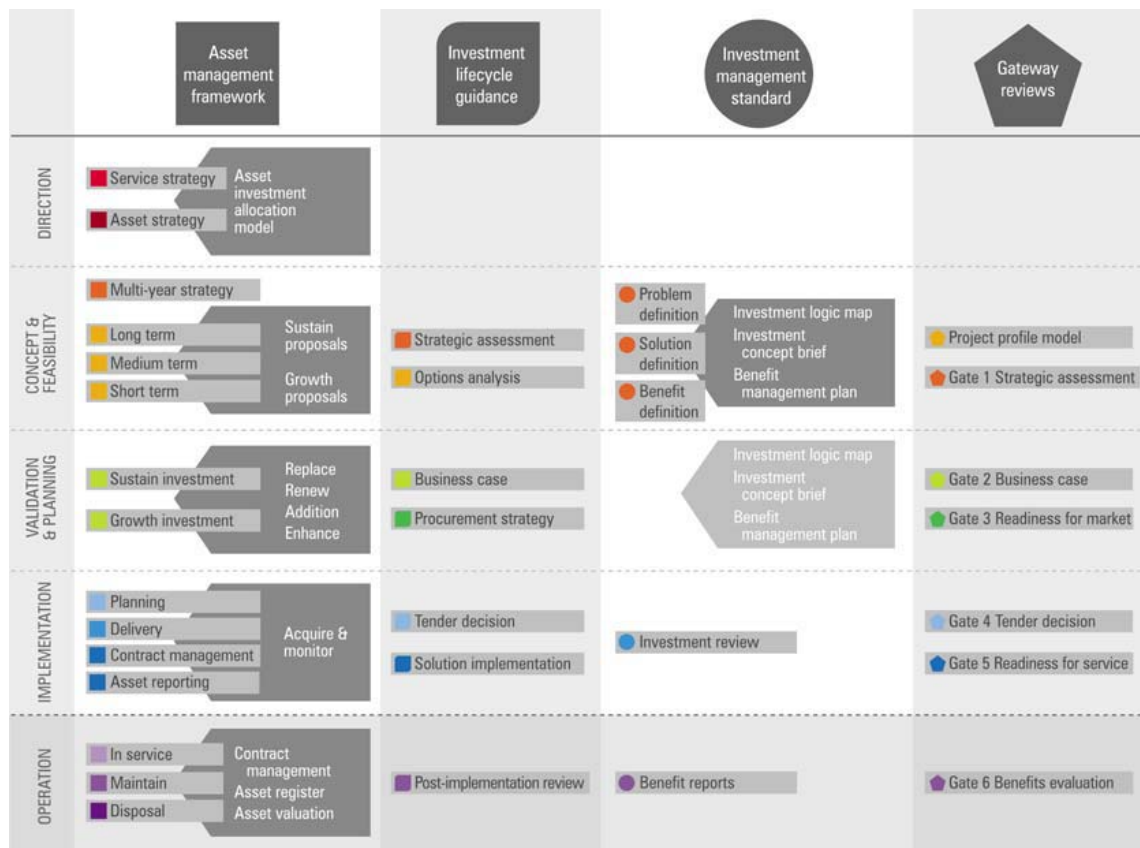 Asset
management
framework
Investment
lifecycle
guidance
Investment
management
standard
Gateway
reviews
DIRECTION
Service strategy
Asset strategy
Asset
investment
allocation
model
CONCEPT &
FEASIBILITY
Multi-year strategy
Long term
Medium term
Short term
Sustain
proposals
Growth
proposals
Strategic assessment
Options analysis
Problem
definition
Solution
definition
Benefit
definition
Investment logic map
Investment
concept brief
Benefit
management plan
Project profile model
Gate 1 Strategic assessment
VALIDATION
& PLANNING
Sustain investment
Growth investment
Replace
Renew
Addition
Enhance
Business case
Procurement strategy
Investment logic map
Investment
concept brief
Benefit
management plan
Gate 2 Business case
Gate 3 Readiness for market
IMPLEMENTATION
Planning
Delivery
Contract management
Asset reporting
Acquire &
monitor
Tender decision
Solution implementation
Investment review
Gate 4 Tender decision
Gate 5 Readiness for service
OPERATION
In service
Maintain
Disposal
Contract
management
Asset register
Asset valuation
Post-implementation review
Benefit reports
Gate 6 Benefits evaluation